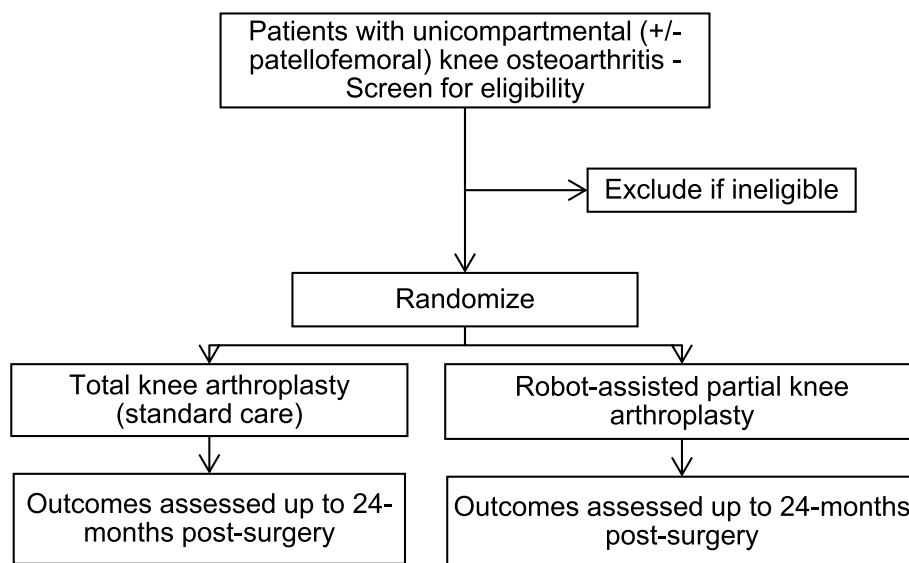 Patients with unicompartmental (+/-
patellofemoral) knee osteoarthritis -
Screen for eligibility
Exclude if ineligible
Randomize
Total knee arthroplasty
(standard care)
Robot-assisted partial knee
arthroplasty
Outcomes assessed up to 24-
months post-surgery
Outcomes assessed up to 24-months
post-surgery